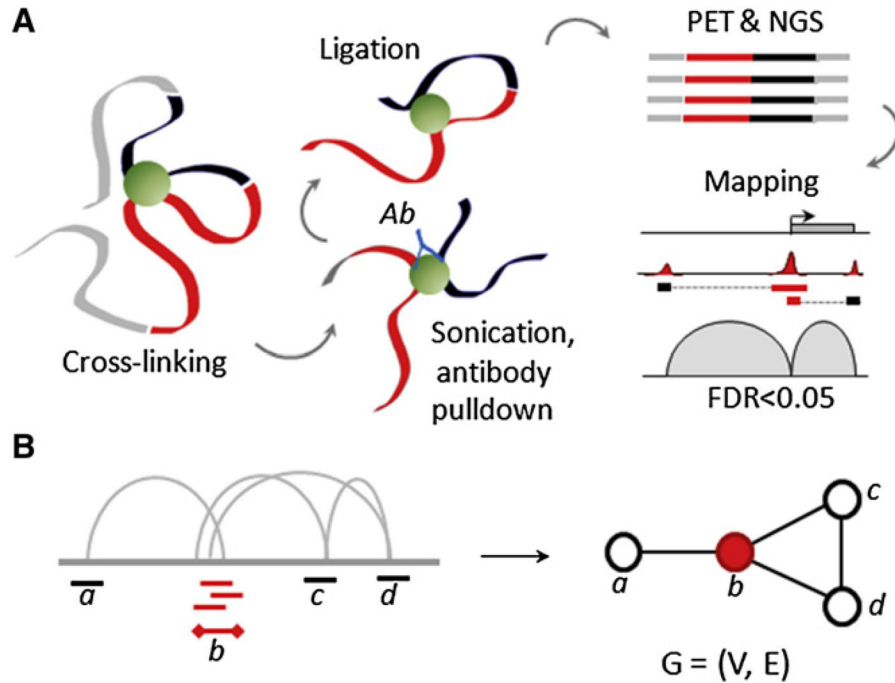 A
Cross-linking
Ligation
Ab
Sonication,
antibody
pulldown
PET & NGS
Mapping
FDR<0.05
B
a
b
c
d
a
b
c
d
G = (V, E)